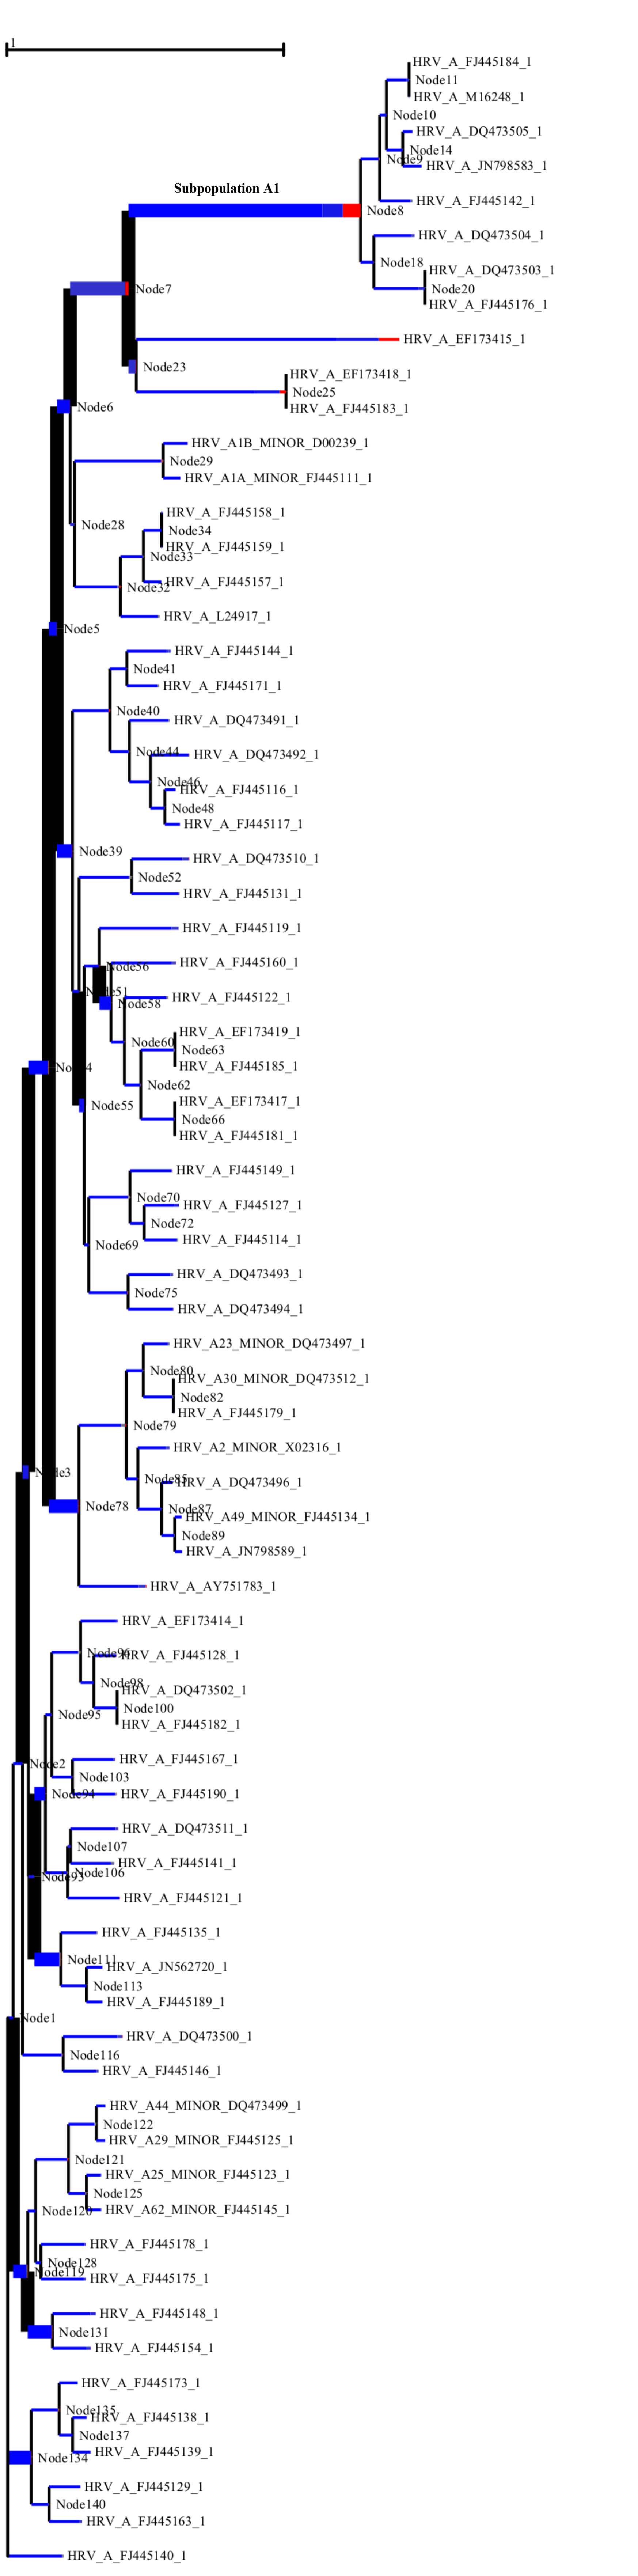 1
HRV_A_FJ445184_1
Node11
HRV_A_M16248_1
Node10
HRV_A_DQ473505_1
Node14
Node9
HRV_A_JN798583_1
Subpopulation A1
HRV_A_FJ445142_1
Node8
HRV_A_DQ473504_1
Node18
HRV_A_DQ473503_1
Node7
Node20
HRV_A_FJ445176_1
HRV_A_EF173415_1
Node23
HRV_A_EF173418_1
Node25
Node6
HRV_A_FJ445183_1
HRV_A1B_MINOR_D00239_1
Node29
HRV_A1A_MINOR_FJ445111_1
HRV_A_FJ445158_1
Node28
Node34
HRV_A_FJ445159_1
Node33
HRV_A_FJ445157_1
Node32
HRV_A_L24917_1
Node5
HRV_A_FJ445144_1
Node41
HRV_A_FJ445171_1
Node40
HRV_A_DQ473491_1
Node44
HRV_A_DQ473492_1
Node46
HRV_A_FJ445116_1
Node48
HRV_A_FJ445117_1
Node39
HRV_A_DQ473510_1
Node52
HRV_A_FJ445131_1
HRV_A_FJ445119_1
HRV_A_FJ445160_1
Node56
Node51
HRV_A_FJ445122_1
Node58
HRV_A_EF173419_1
Node60
Node63
HRV_A_FJ445185_1
Node4
Node62
HRV_A_EF173417_1
Node55
Node66
HRV_A_FJ445181_1
HRV_A_FJ445149_1
Node70
HRV_A_FJ445127_1
Node72
HRV_A_FJ445114_1
Node69
HRV_A_DQ473493_1
Node75
HRV_A_DQ473494_1
HRV_A23_MINOR_DQ473497_1
Node80
HRV_A30_MINOR_DQ473512_1
Node82
HRV_A_FJ445179_1
Node79
HRV_A2_MINOR_X02316_1
Node3
Node85
HRV_A_DQ473496_1
Node78
Node87
HRV_A49_MINOR_FJ445134_1
Node89
HRV_A_JN798589_1
HRV_A_AY751783_1
HRV_A_EF173414_1
Node96
HRV_A_FJ445128_1
Node98
HRV_A_DQ473502_1
Node100
Node95
HRV_A_FJ445182_1
HRV_A_FJ445167_1
Node2
Node103
HRV_A_FJ445190_1
Node94
HRV_A_DQ473511_1
Node107
HRV_A_FJ445141_1
Node106
Node93
HRV_A_FJ445121_1
HRV_A_FJ445135_1
Node111
HRV_A_JN562720_1
Node113
HRV_A_FJ445189_1
Node1
HRV_A_DQ473500_1
Node116
HRV_A_FJ445146_1
HRV_A44_MINOR_DQ473499_1
Node122
HRV_A29_MINOR_FJ445125_1
Node121
HRV_A25_MINOR_FJ445123_1
Node125
HRV_A62_MINOR_FJ445145_1
Node120
HRV_A_FJ445178_1
Node128
Node119
HRV_A_FJ445175_1
HRV_A_FJ445148_1
Node131
HRV_A_FJ445154_1
HRV_A_FJ445173_1
Node135
HRV_A_FJ445138_1
Node137
HRV_A_FJ445139_1
Node134
HRV_A_FJ445129_1
Node140
HRV_A_FJ445163_1
HRV_A_FJ445140_1